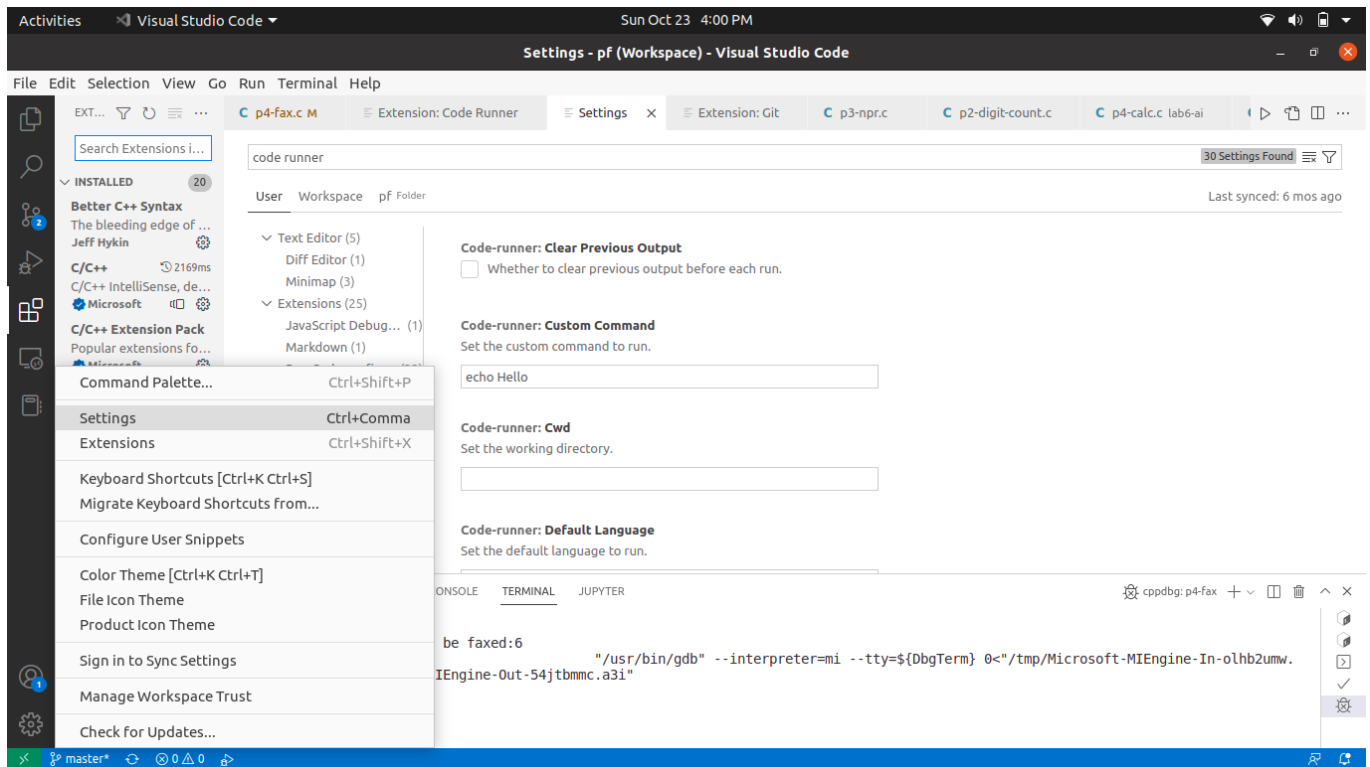 Activities Visual Studio Code Sun Oct 23 4:00 PM
Settings - pf (Workspace) - Visual Studio Code
File Edit Selection View Go Run Terminal Help
EXT... p4-fax.c M Extension: Code Runner Settings Extension: Git p3-npr.c p2-digit-count.c p4-calc.c lab6-ai
Search Extensions i...
INSTALLED 20
Better C++ Syntax
The bleeding edge of ...
Jeff Hykin
C/C++ 2169ms
C/C++ IntelliSense, de...
Microsoft
C/C++ Extension Pack
Popular extensions fo...
Microsoft
code runner
30 Settings Found
User Workspace pf Folder
Last synced: 6 mos ago
Text Editor (5)
Diff Editor (1)
Minimap (3)
Extensions (25)
JavaScript Debug... (1)
Markdown (1)
Code-runner: Clear Previous Output
Whether to clear previous output before each run.
Code-runner: Custom Command
Set the custom command to run.
echo Hello
Code-runner: Cwd
Set the working directory.
Code-runner: Default Language
Set the default language to run.
Command Palette... Ctrl+Shift+P
Settings Ctrl+Comma
Extensions Ctrl+Shift+X
Keyboard Shortcuts [Ctrl+K Ctrl+S]
Migrate Keyboard Shortcuts from...
Configure User Snippets
Color Theme [Ctrl+K Ctrl+T]
File Icon Theme
Product Icon Theme
Sign in to Sync Settings
Manage Workspace Trust
Check for Updates...
ONSOLE TERMINAL JUPYTER
cppdbg: p4-fax
be faxed:6
"/usr/bin/gdb" --interpreter=mi --tty=${DbgTerm} 0<"/tmp/Microsoft-MIEngine-In-olhb2umw.
IEngine-Out-54jtbmmc.a3i"
2
1
master* 0 0